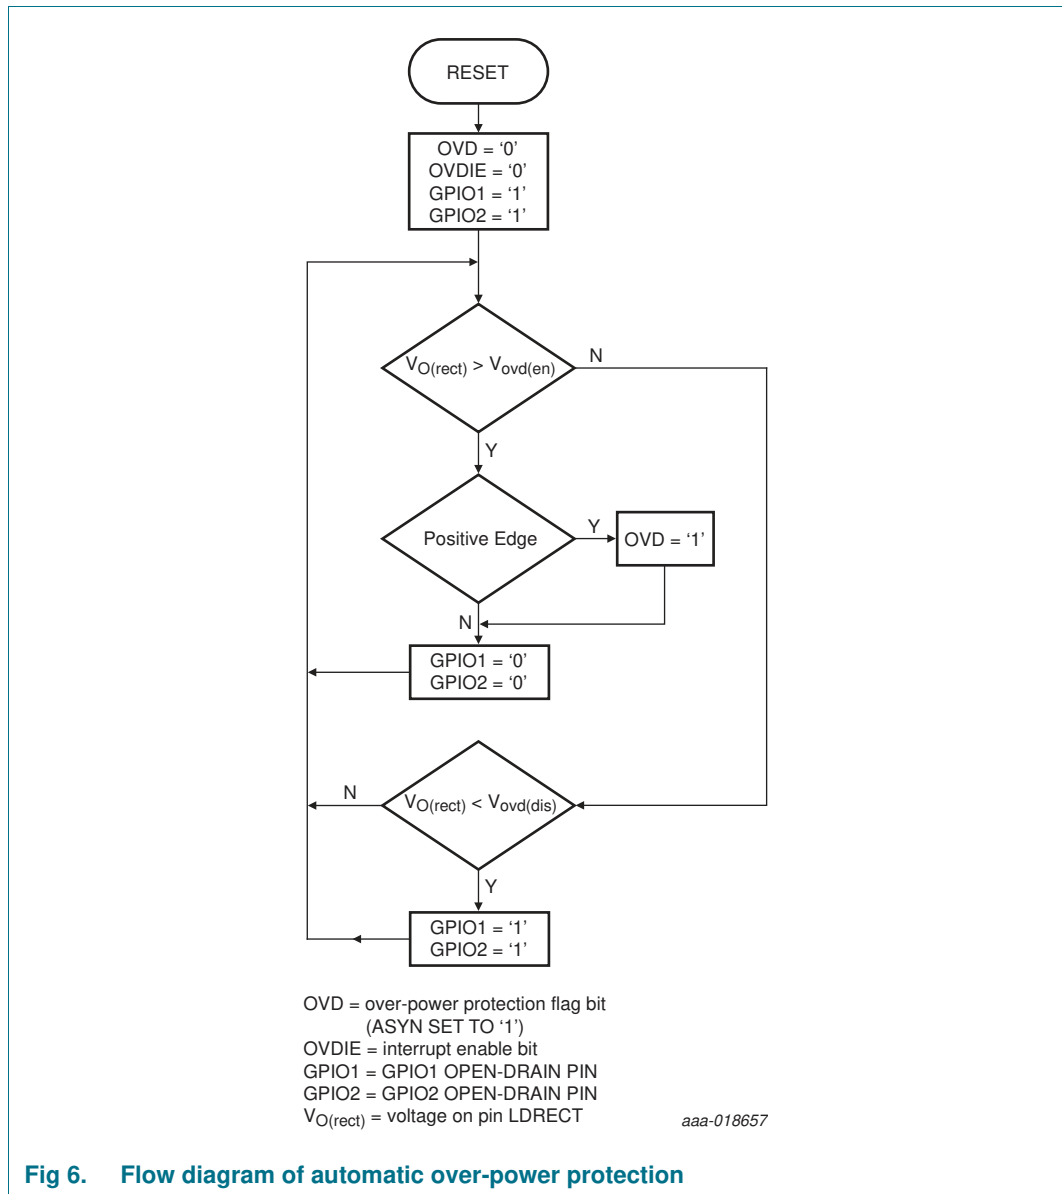 RESET
OVD = ‘0’
OVDIE = ‘0’
GPIO1 = ‘1’
GPIO2 = ‘1’
VO(rect) > Vovd(en)
N
Y
Positive Edge
Y
OVD = ‘1’
N
GPIO1 = ‘0’
GPIO2 = ‘0’
N
VO(rect) < Vovd(dis)
Y
GPIO1 = ‘1’
GPIO2 = ‘1’
OVD = over-power protection flag bit
(ASYN SET TO ‘1’)
OVDIE = interrupt enable bit
GPIO1 = GPIO1 OPEN-DRAIN PIN
GPIO2 = GPIO2 OPEN-DRAIN PIN
VO(rect) = voltage on pin LDRECT
aaa-018657
Fig 6. Flow diagram of automatic over-power protection